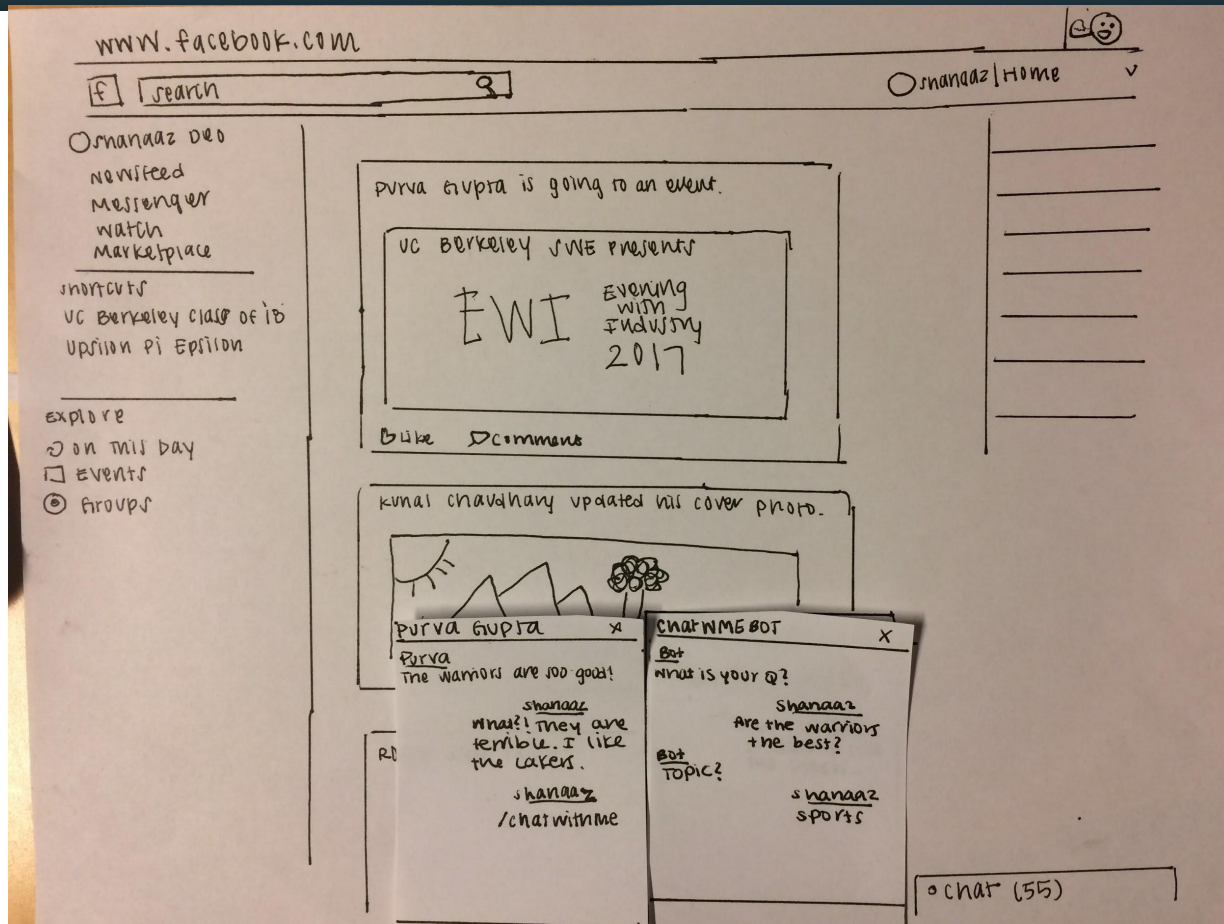 www.facebook.com
f search
shanaaz | Home
shanaaz Deo
Newsfeed
Messenger
Watch
Marketplace
shortcuts
UC Berkeley Class of 18
Upsilon Pi Epsilon
Explore
on This Day
Events
Groups
Purva Gupta is going to an event.
UC Berkeley SWE Presents
EWI
Evening
with
Industry
2017
Like comment
Kunal Chaudhary updated his cover photo.
Purva Gupta x
Purva
The warriors are soo good!
shanaaz
What?! They are
terrible. I like
the Lakers.
shanaaz
/chatwithme
ChatWMEBOT X
Bot
What is your Q?
Shanaaz
Are the warriors
the best?
Bot
Topic?
shanaaz
sports
chat (55)